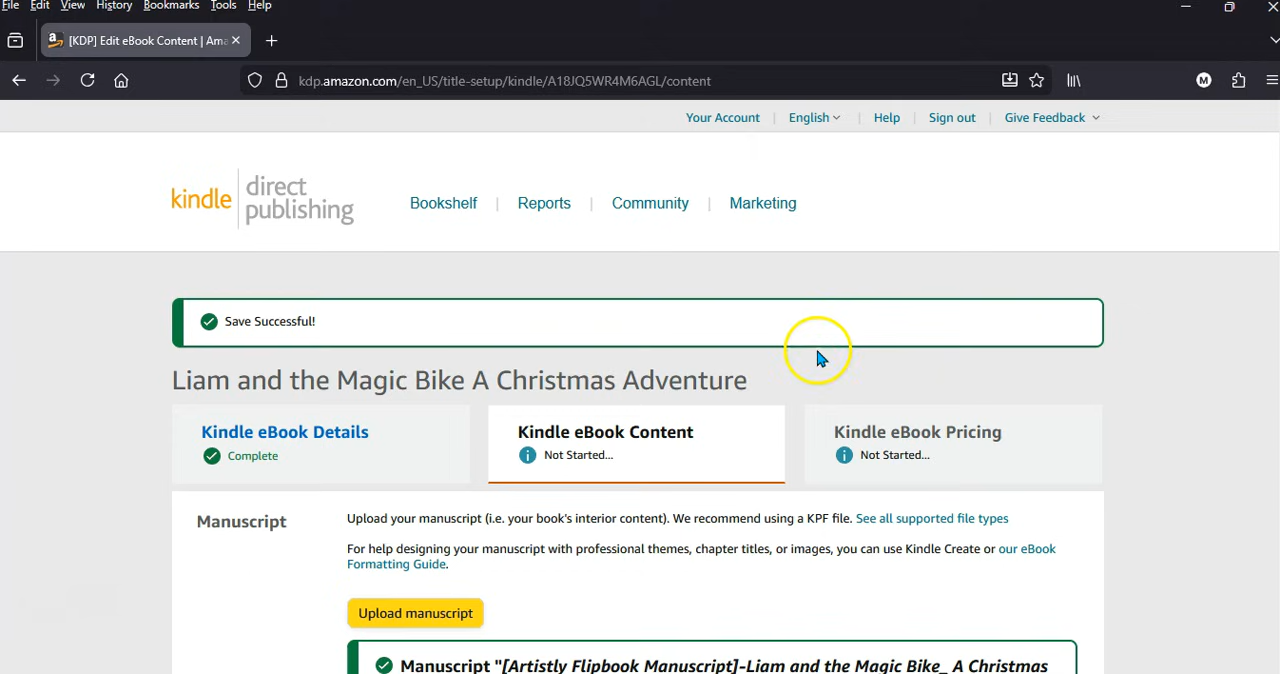 File Edit View History Bookmarks Tools Help
[KDP] Edit eBook Content | Ama
kdp.amazon.com/en_US/title-setup/kindle/A18JQ5WR4M6AGL/content
M
Your Account English Help Sign out Give Feedback
kindle direct publishing
Bookshelf Reports Community Marketing
Save Successful!
Liam and the Magic Bike A Christmas Adventure
Kindle eBook Details Kindle eBook Content Kindle eBook Pricing
Complete Not Started... Not Started...
Manuscript
Upload your manuscript (i.e. your book's interior content). We recommend using a KPF file. See all supported file types
For help designing your manuscript with professional themes, chapter titles, or images, you can use Kindle Create or our eBook
Formatting Guide.
Upload manuscript
Manuscript "[Artistly Flipbook Manuscript]-Liam and the Magic Bike_ A Christmas